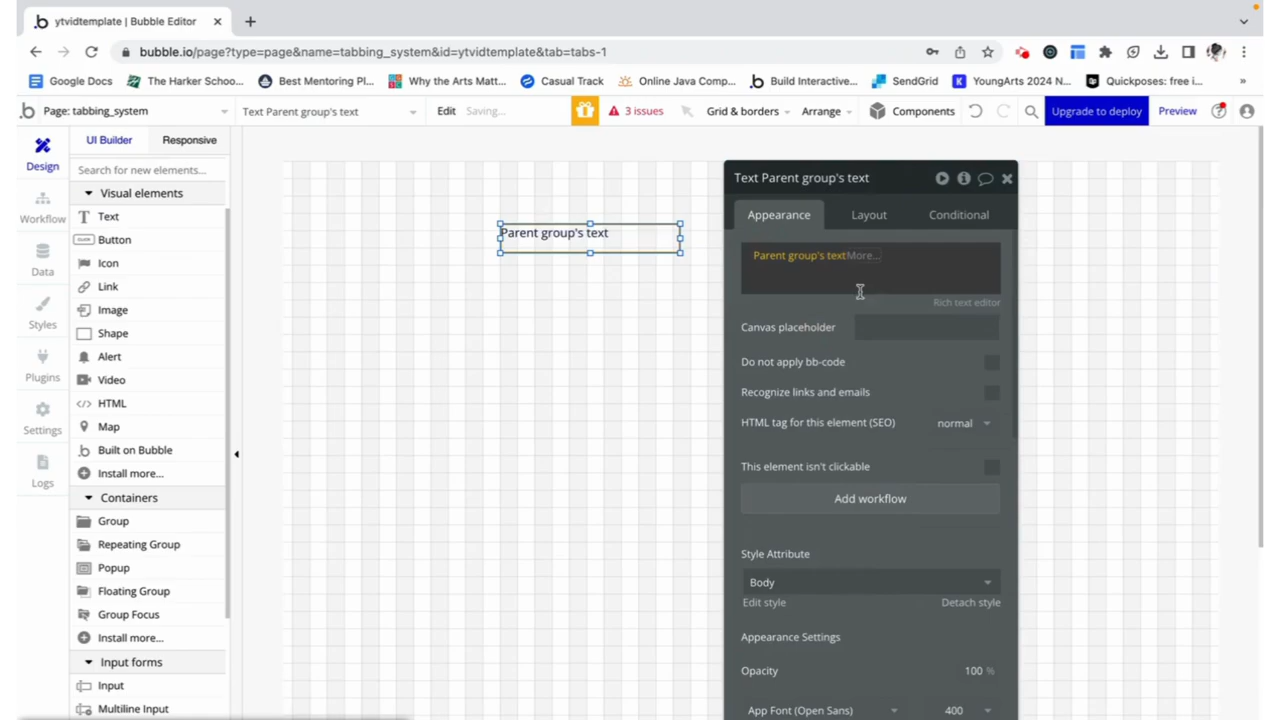 ytvidtemplate | Bubble Editor
bubble.io/page?type=page&name=tabbing_system&id=ytvidtemplate&tab=tabs-1
Google Docs The Harker Schoo... Best Mentoring Pl... Why the Arts Matt... Casual Track Online Java Comp... Build Interactive... SendGrid YoungArts 2024 N... Quickposes: free i... »
Page: tabbing_system Text Parent group's text Edit Saving... 3 issues Grid & borders Arrange Components Upgrade to deploy Preview
Design
Workflow
Data
Styles
Plugins
Settings
Logs
UI Builder Responsive
Search for new elements...
Visual elements
Text
Button
Icon
Link
Image
Shape
Alert
Video
HTML
Map
Built on Bubble
Install more...
Containers
Group
Repeating Group
Popup
Floating Group
Group Focus
Install more...
Input forms
Input
Multiline Input
Parent group's text
Text Parent group's text
Appearance Layout Conditional
Parent group's textMore...
Rich text editor
Canvas placeholder
Do not apply bb-code
Recognize links and emails
HTML tag for this element (SEO) normal
This element isn't clickable
Add workflow
Style Attribute
Body
Edit style Detach style
Appearance Settings
Opacity 100 %
App Font (Open Sans) 400